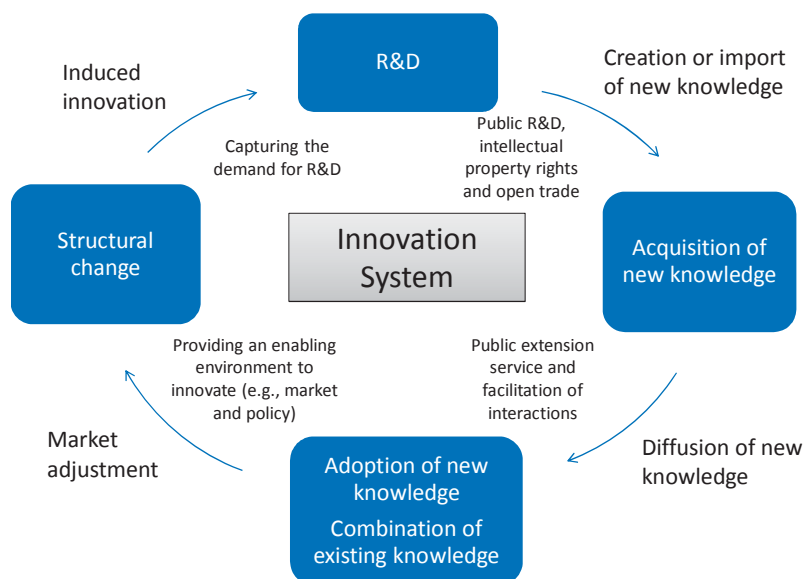 R&D
Induced
innovation
Creation or import
of new knowledge
Capturing the
demand for R&D
Public R&D,
intellectual
property rights
and open trade
Structural
change
Innovation
System
Acquisition of
new knowledge
Providing an enabling
environment to
innovate (e.g., market
and policy)
Public extension
service and
facilitation of
interactions
Market
adjustment
Adoption of new
knowledge
Combination of
existing knowledge
Diffusion of new
knowledge